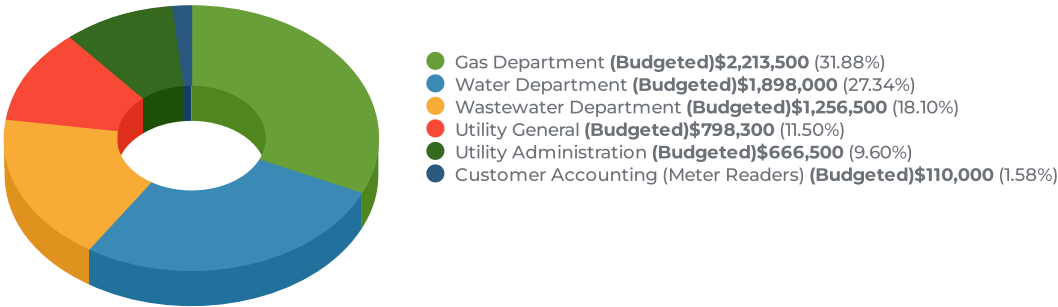 Gas Department (Budgeted)$2,213,500 (31.88%)
Water Department (Budgeted)$1,898,000 (27.34%)
Wastewater Department (Budgeted)$1,256,500 (18.10%)
Utility General (Budgeted)$798,300 (11.50%)
Utility Administration (Budgeted)$666,500 (9.60%)
Customer Accounting (Meter Readers) (Budgeted)$110,000 (1.58%)